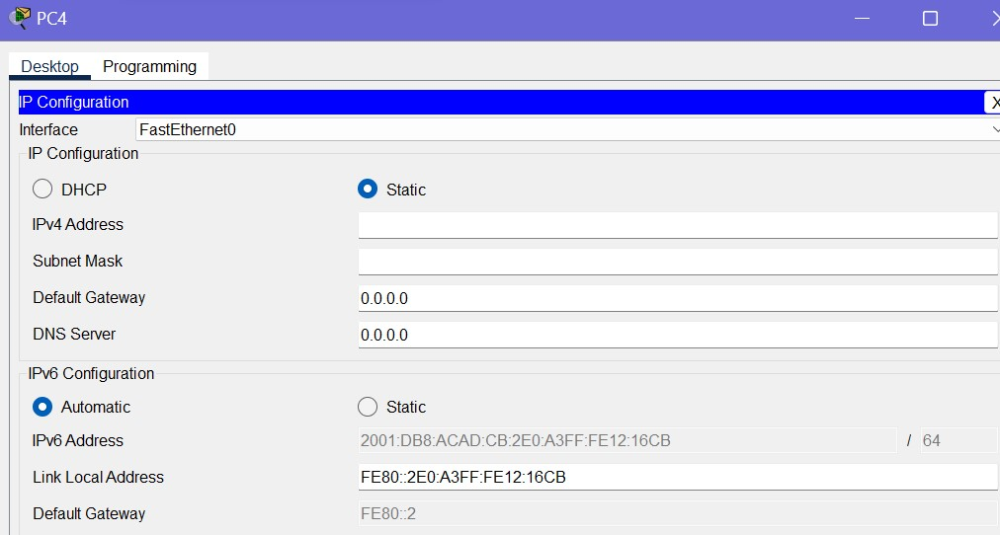 PC4
Desktop Programming
IP Configuration X
Interface FastEthernet0
IP Configuration
DHCP Static
IPv4 Address
Subnet Mask
Default Gateway 0.0.0.0
DNS Server 0.0.0.0
IPv6 Configuration
Automatic Static
IPv6 Address 2001:DB8:ACAD:CB:2E0:A3FF:FE12:16CB / 64
Link Local Address FE80::2E0:A3FF:FE12:16CB
Default Gateway FE80::2